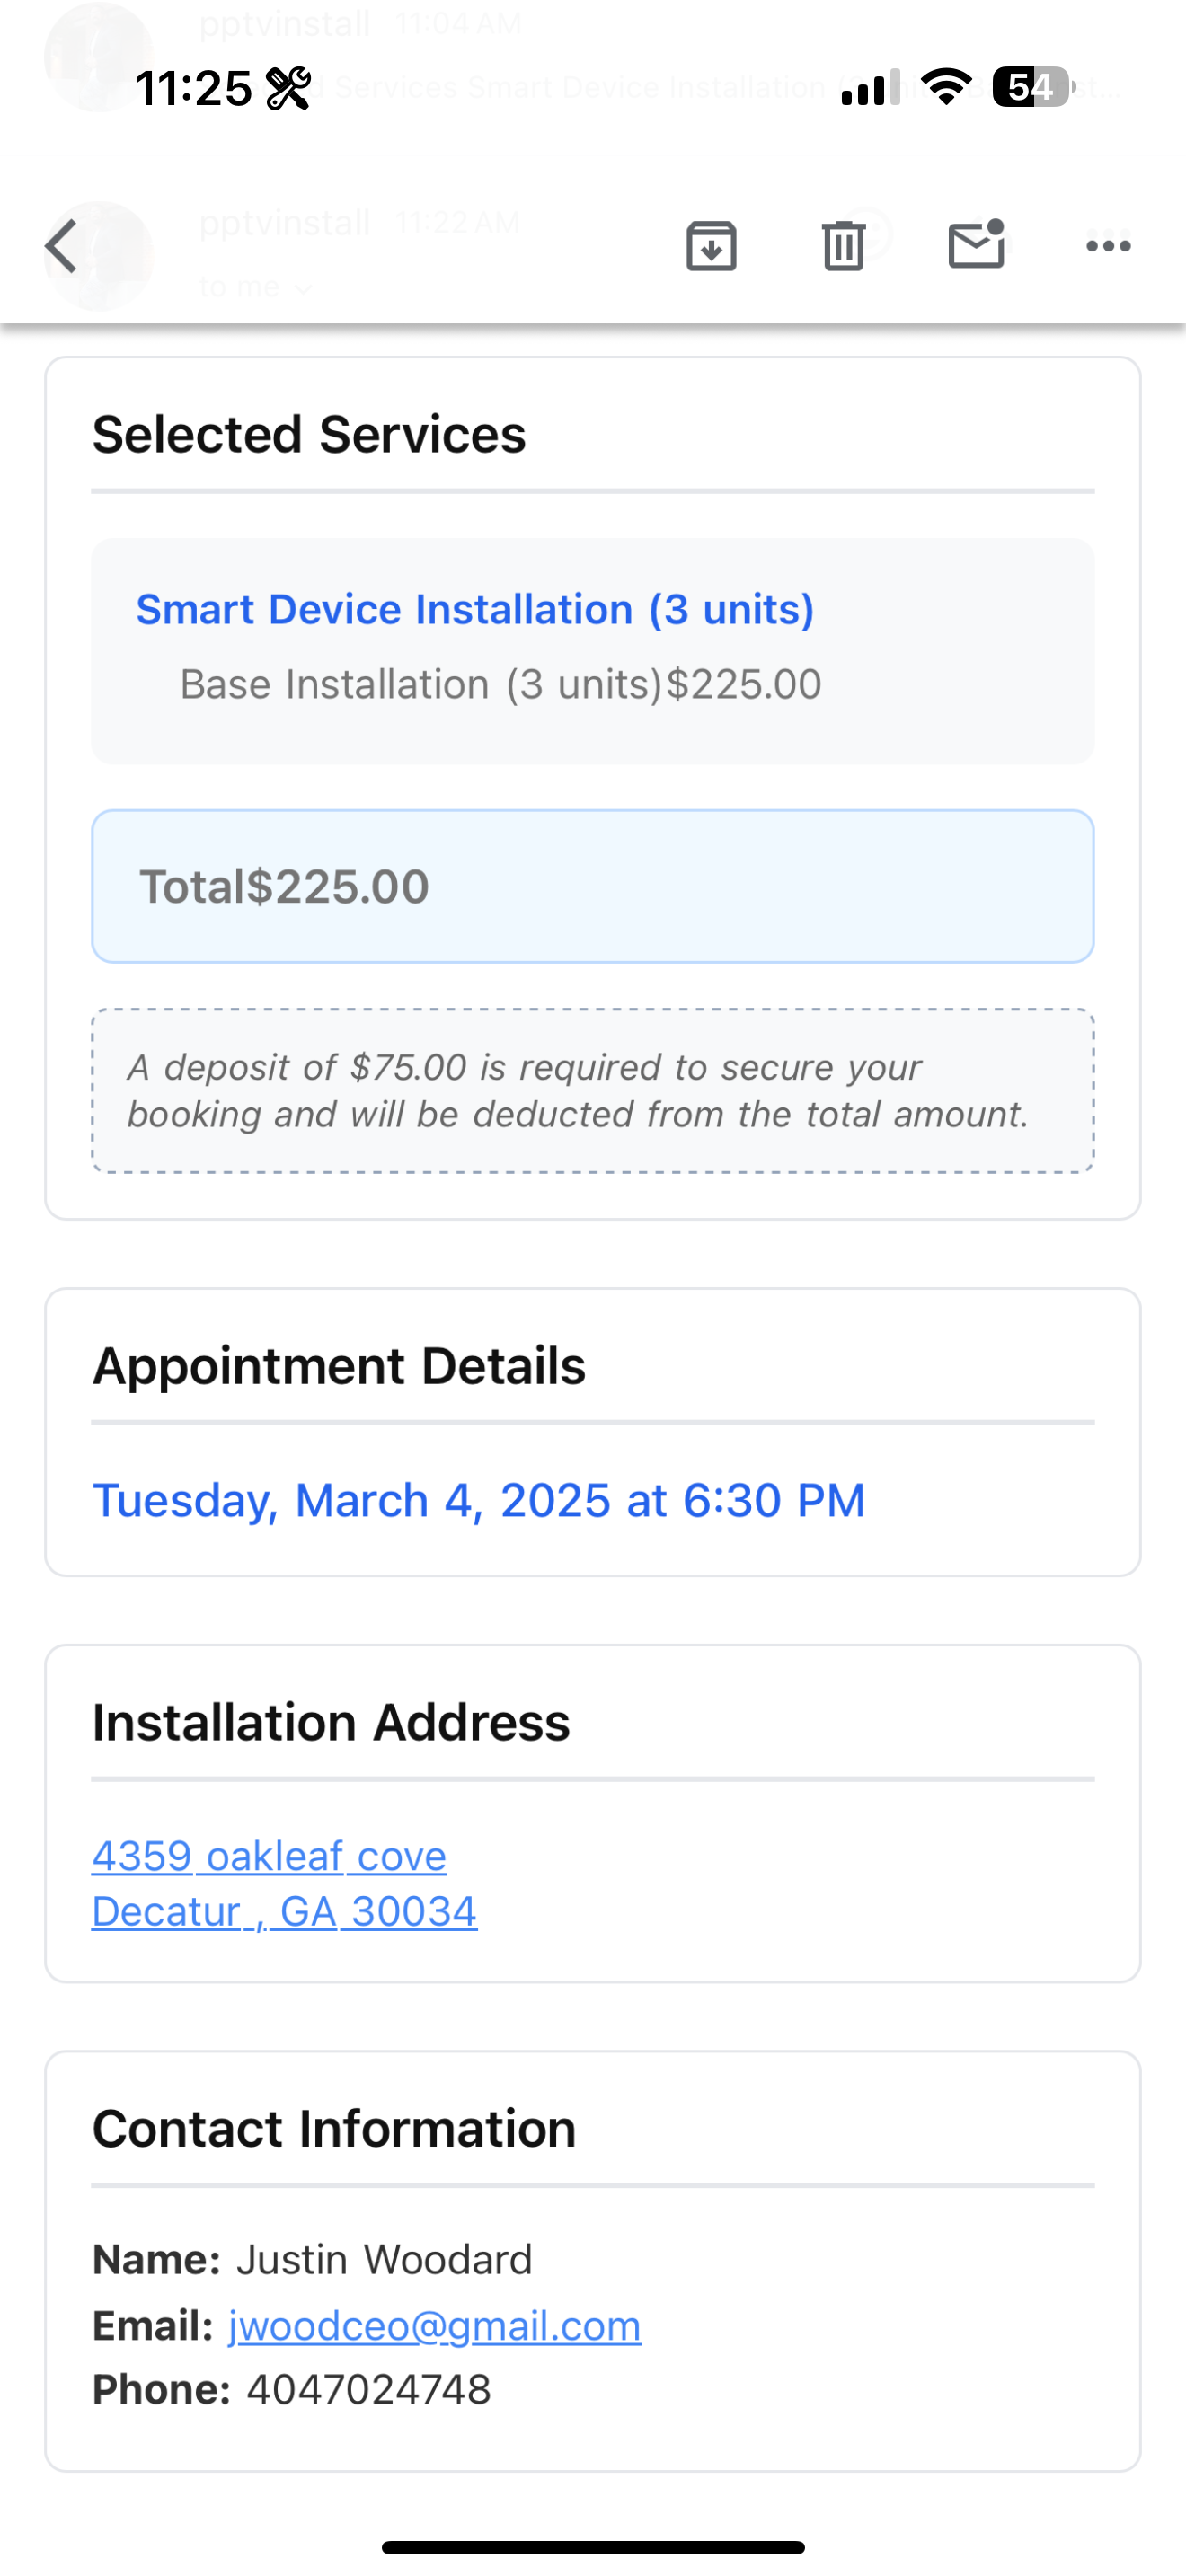 pptvinstall 11:04 AM
11:25
d Services Smart Device Installation (3
54
st...
pptvinstall 11:22 AM
to me
Selected Services
Smart Device Installation (3 units)
Base Installation (3 units)$225.00
Total$225.00
A deposit of $75.00 is required to secure your
booking and will be deducted from the total amount.
Appointment Details
Tuesday, March 4, 2025 at 6:30 PM
Installation Address
4359 oakleaf cove
Decatur , GA 30034
Contact Information
Name: Justin Woodard
Email: jwoodceo@gmail.com
Phone: 4047024748